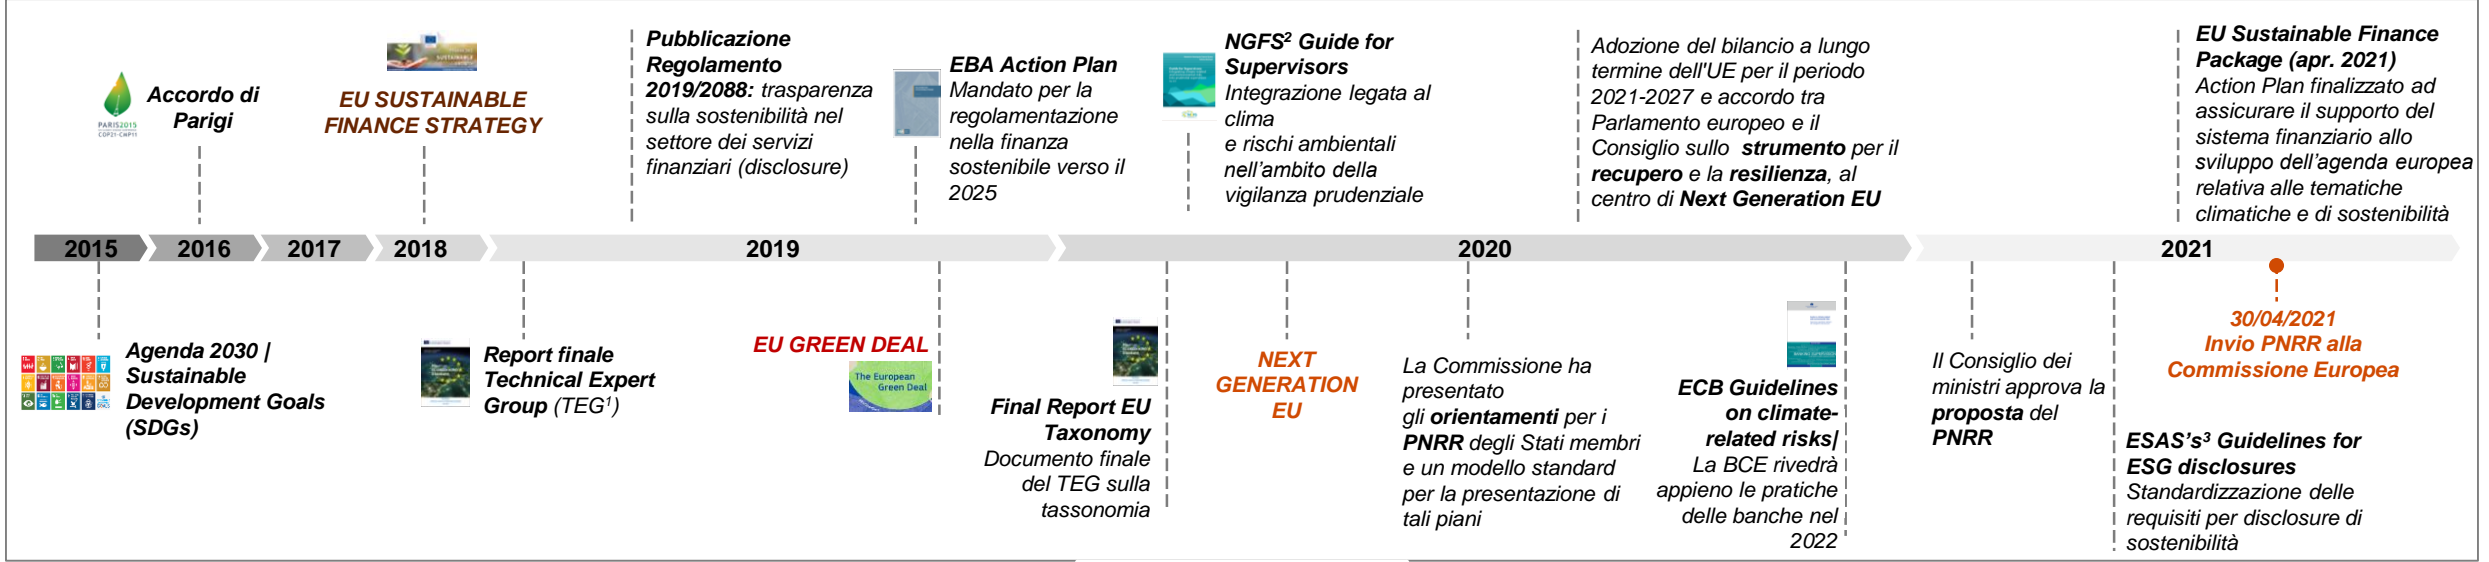 PARIS2015
COP21·CMP11
Accordo di
Parigi
EU SUSTAINABLE
FINANCE STRATEGY
Pubblicazione
Regolamento
2019/2088: trasparenza
sulla sostenibilità nel
settore dei servizi
finanziari (disclosure)
EBA Action Plan
Mandato per la
regolamentazione
nella finanza
sostenibile verso il
2025
NGFS² Guide for
Supervisors
Integrazione legata al
clima
e rischi ambientali
nell’ambito della
vigilanza prudenziale
Adozione del bilancio a lungo
termine dell'UE per il periodo
2021-2027 e accordo tra
Parlamento europeo e il
Consiglio sullo strumento per il
recupero e la resilienza, al
centro di Next Generation EU
EU Sustainable Finance
Package (apr. 2021)
Action Plan finalizzato ad
assicurare il supporto del
sistema finanziario allo
sviluppo dell’agenda europea
relativa alle tematiche
climatiche e di sostenibilità
2015
2016
2017
2018
2019
2020
2021
Agenda 2030 |
Sustainable
Development Goals
(SDGs)
Report finale
Technical Expert
Group (TEG¹)
EU GREEN DEAL
The European
Green Deal
Final Report EU
Taxonomy
Documento finale
del TEG sulla
tassonomia
NEXT
GENERATION
EU
La Commissione ha
presentato
gli orientamenti per i
PNRR degli Stati membri
e un modello standard
per la presentazione di
tali piani
ECB Guidelines
on climate-
related risks|
La BCE rivedrà
appieno le pratiche
delle banche nel
2022
Il Consiglio dei
ministri approva la
proposta del
PNRR
ESAS’s³ Guidelines for
ESG disclosures
Standardizzazione delle
requisiti per disclosure di
sostenibilità
30/04/2021
Invio PNRR alla
Commissione Europea